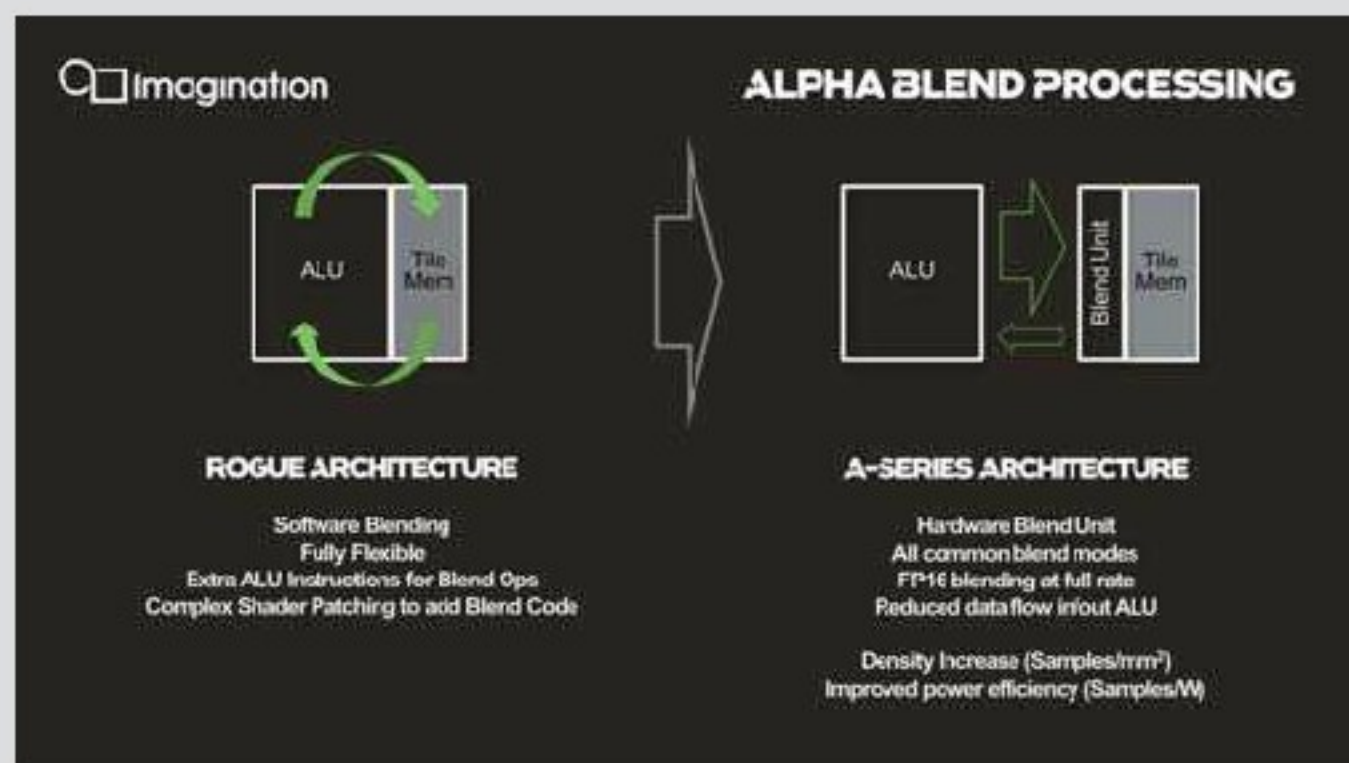 Imagination
ALPHA BLEND PROCESSING
ALU
Tile
Mem
ALU
Blend Unit
Tile
Mem
ROGUE ARCHITECTURE
Software Blending
Fully Flexible
Extra ALU Instructions for Blend Ops
Complex Shader Patching to add Blend Code
A-SERIES ARCHITECTURE
Hardware Blend Unit
All common blend modes
FP16 blending at full rate
Reduced data flow in/out ALU
Density Increase (Samples/mm²)
Improved power efficiency (Samples/W)